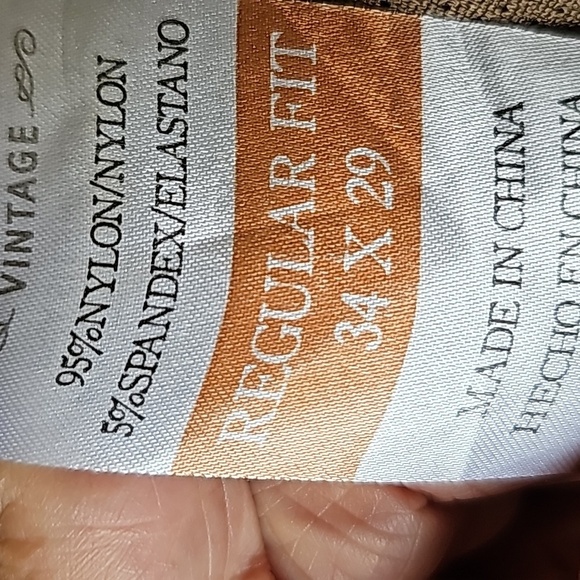 VINTAGE
95%NYLON/NYLON
5%SPANDEX/ELASTANO
REGULAR FIT
34 X 29
MADE IN CHINA
HECHO EN CHINA